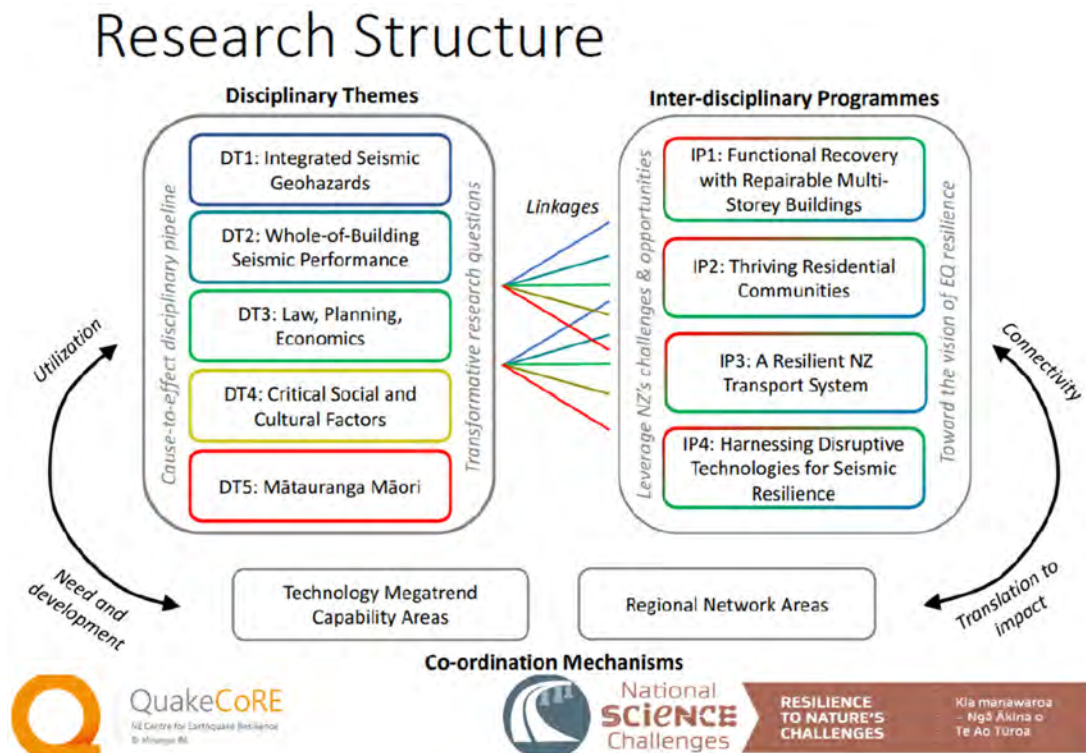 Research Structure
Disciplinary Themes
Cause-to-effect disciplinary pipeline
DT1: Integrated Seismic
Geohazards
DT2: Whole-of-Building
Seismic Performance
DT3: Law, Planning,
Economics
DT4: Critical Social and
Cultural Factors
DT5: Mātauranga Māori
Transformative research questions
Linkages
Inter-disciplinary Programmes
Leverage NZ's challenges & opportunities
IP1: Functional Recovery
with Repairable Multi-
Storey Buildings
IP2: Thriving Residential
Communities
IP3: A Resilient NZ
Transport System
IP4: Harnessing Disruptive
Technologies for Seismic
Resilience
Toward the vision of EQ resilience
Utilization
Need and
development
Connectivity
Translation to
impact
Technology Megatrend
Capability Areas
Regional Network Areas
Co-ordination Mechanisms
QuakeCoRE
NZ Centre for Earthquake Resilience
National
SCiENCE
Challenges
RESILIENCE
TO NATURE'S
CHALLENGES
Kia manawaroa
– Ngā Ākina o
Te Ao Tūroa